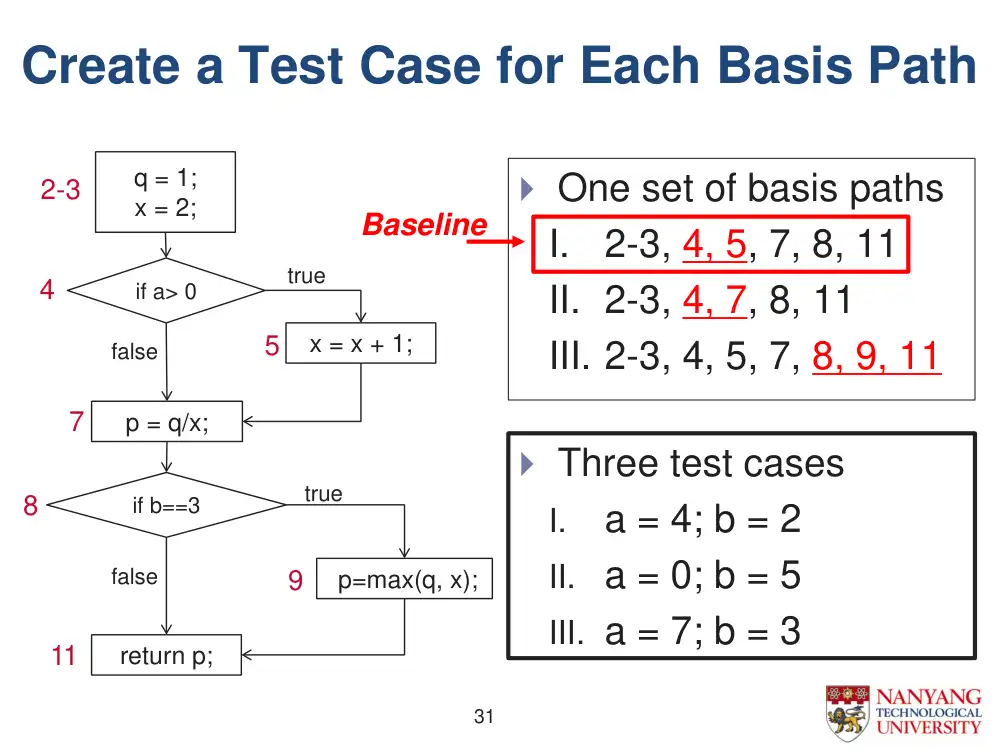 Create a Test Case for Each Basis Path
2-3
q = 1;
x = 2;
4
if a> 0
true
false
5
x = x + 1;
7
p = q/x;
8
if b==3
true
false
9
p=max(q, x);
11
return p;
Baseline
One set of basis paths
I. 2-3, 4, 5, 7, 8, 11
II. 2-3, 4, 7, 8, 11
III. 2-3, 4, 5, 7, 8, 9, 11
Three test cases
I. a = 4; b = 2
II. a = 0; b = 5
III. a = 7; b = 3
31
NANYANG
TECHNOLOGICAL
UNIVERSITY